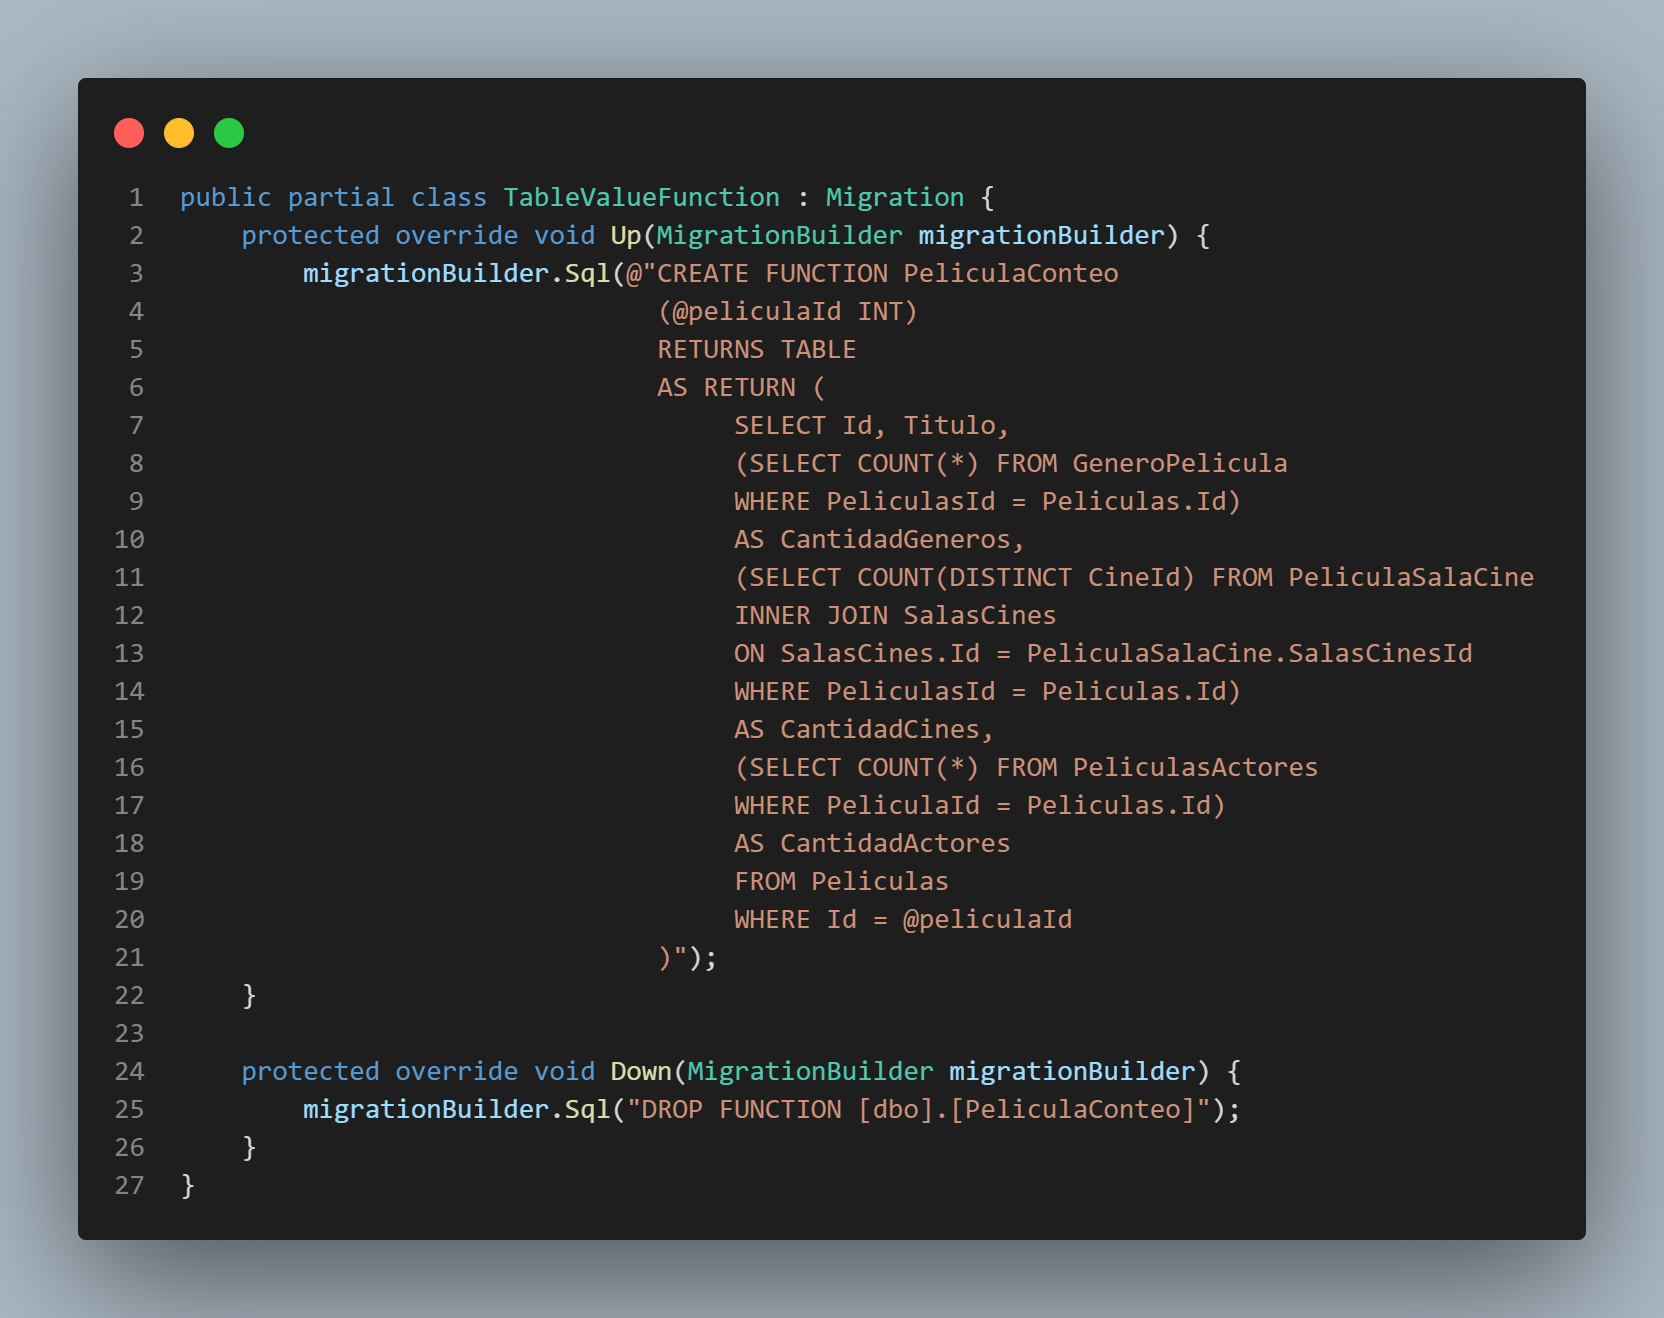 1 public partial class TableValueFunction : Migration {
2     protected override void Up(MigrationBuilder migrationBuilder) {
3         migrationBuilder.Sql(@"CREATE FUNCTION PeliculaConteo
4                                (@peliculaId INT)
5                                RETURNS TABLE
6                                AS RETURN (
7                                     SELECT Id, Titulo,
8                                     (SELECT COUNT(*) FROM GeneroPelicula
9                                     WHERE PeliculasId = Peliculas.Id)
10                                     AS CantidadGeneros,
11                                     (SELECT COUNT(DISTINCT CineId) FROM PeliculaSalaCine
12                                     INNER JOIN SalasCines
13                                     ON SalasCines.Id = PeliculaSalaCine.SalasCinesId
14                                     WHERE PeliculasId = Peliculas.Id)
15                                     AS CantidadCines,
16                                     (SELECT COUNT(*) FROM PeliculasActores
17                                     WHERE PeliculaId = Peliculas.Id)
18                                     AS CantidadActores
19                                     FROM Peliculas
20                                     WHERE Id = @peliculaId
21                                )");
22     }
23
24     protected override void Down(MigrationBuilder migrationBuilder) {
25         migrationBuilder.Sql("DROP FUNCTION [dbo].[PeliculaConteo]");
26     }
27 }